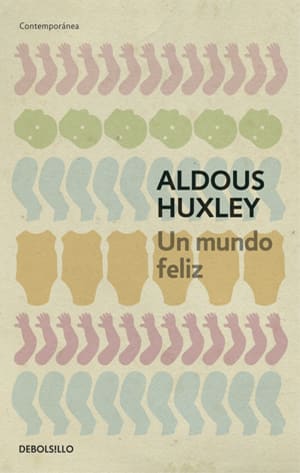 Contemporánea
ALDOUS
HUXLEY
Un mundo
feliz
DEBOLSILLO